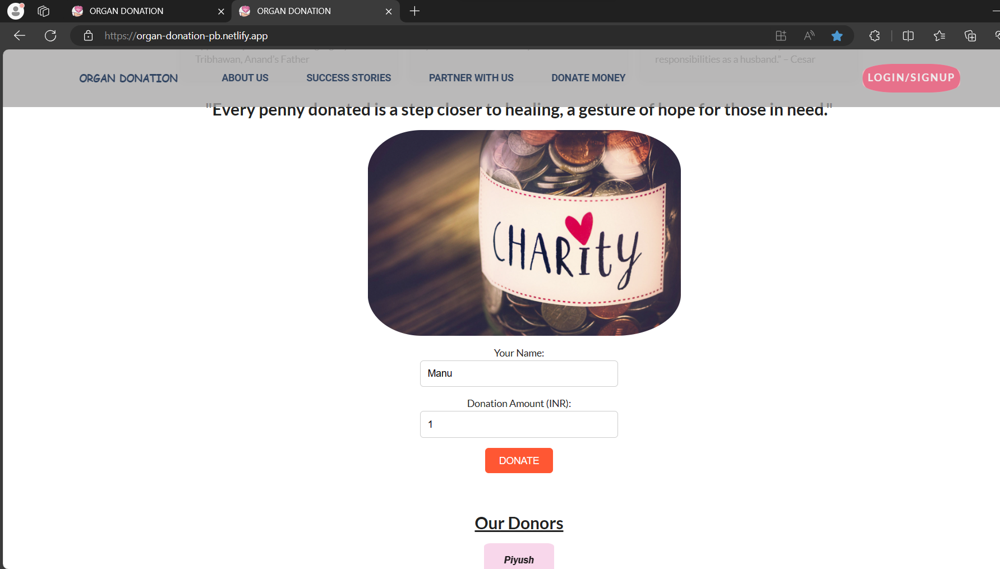 ORGAN DONATION
ORGAN DONATION
https://organ-donation-pb.netlify.app
Tribhawan, Anand's Father
responsibilities as a husband." – Cesar
ORGAN DONATION
ABOUT US
SUCCESS STORIES
PARTNER WITH US
DONATE MONEY
LOGIN/SIGNUP
"Every penny donated is a step closer to healing, a gesture of hope for those in need."
CHARITY
Your Name:
Manu
Donation Amount (INR):
1
DONATE
Our Donors
Piyush